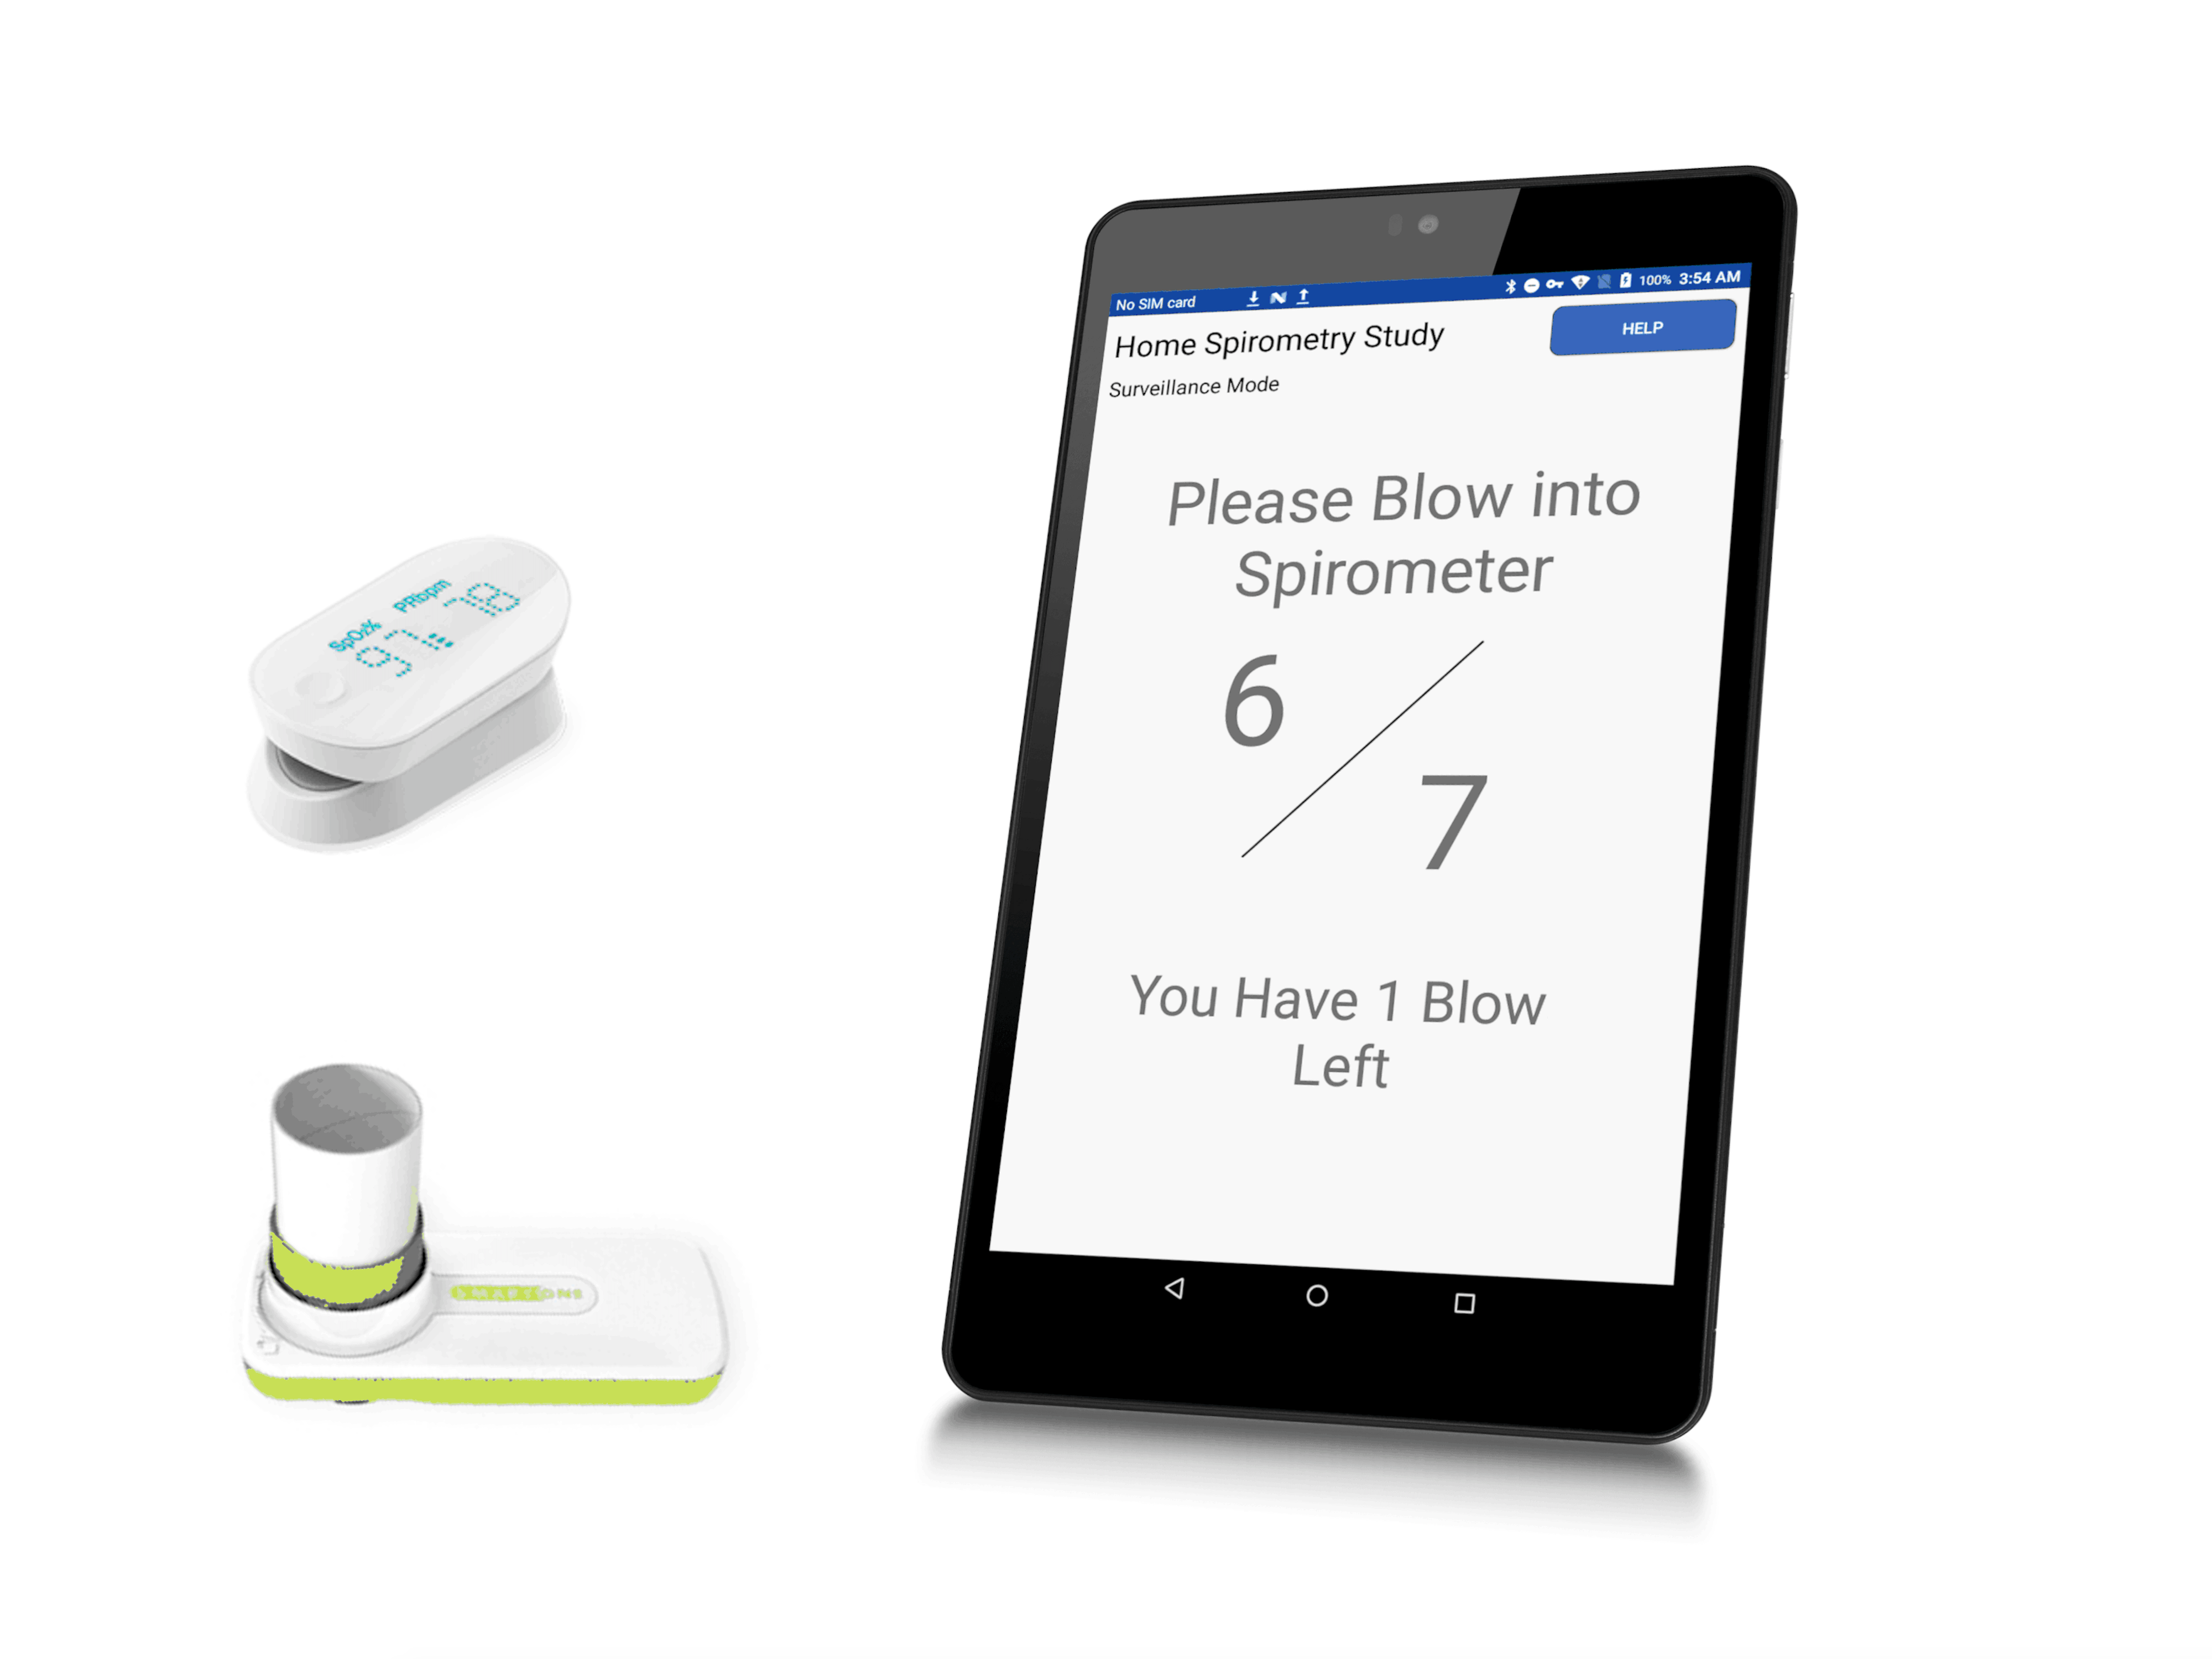 No SIM card 100% 3:54 AM
Home Spirometry Study
HELP
Surveillance Mode
Please Blow into
Spirometer
6
7
You Have 1 Blow
Left
SpO₂% PRbpm
97 78